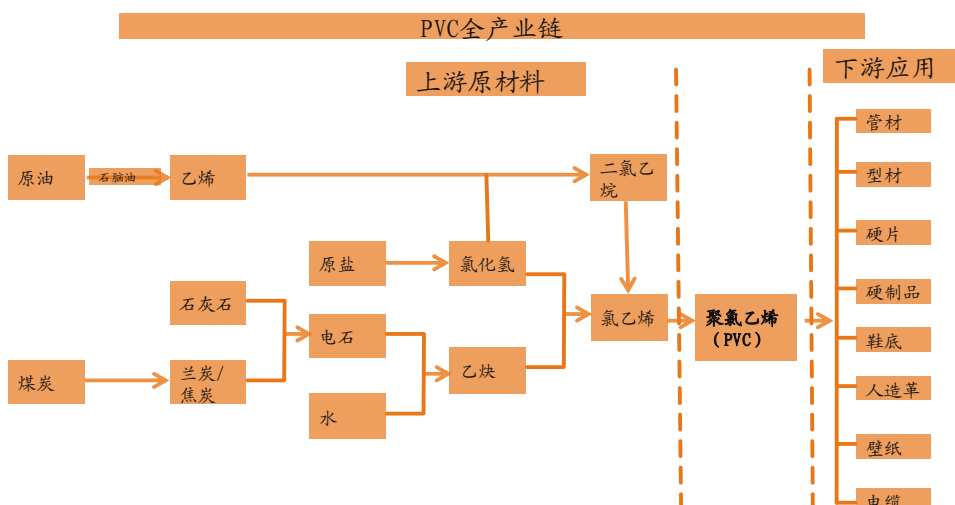 PVC全产业链
上游原材料
下游应用
原油
石脑油
乙烯
二氯乙
烷
原盐
氯化氢
石灰石
电石
氯乙烯
聚氯乙烯
（PVC）
煤炭
兰炭/
焦炭
乙炔
水
管材
型材
硬片
硬制品
鞋底
人造革
壁纸
电缆